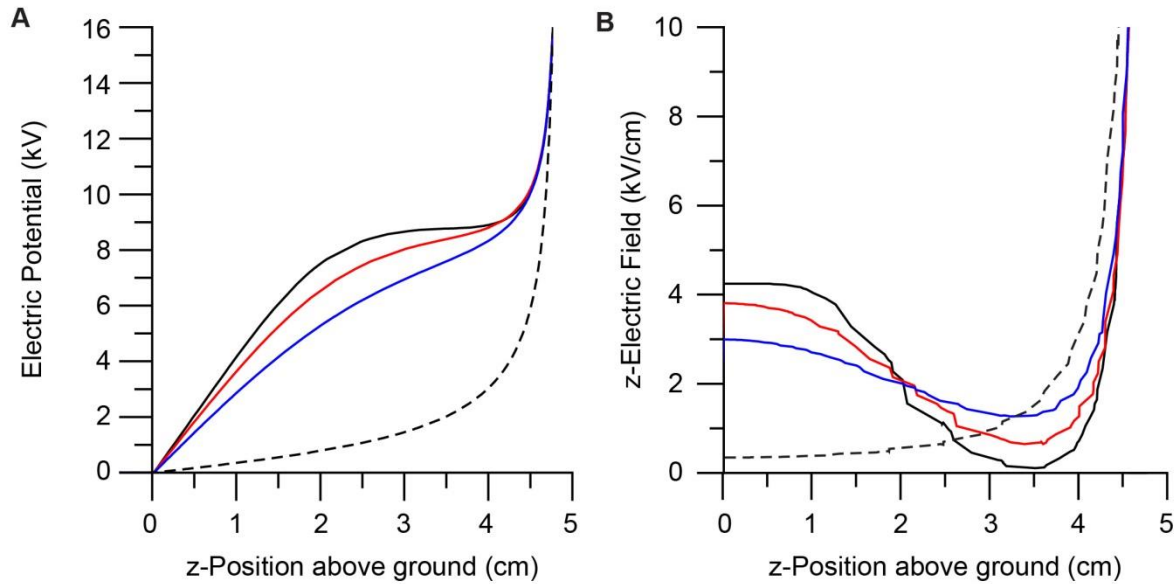 A
Electric Potential (kV)
16
14
12
10
8
6
4
2
0
0 1 2 3 4 5
z-Position above ground (cm)
B
z-Electric Field (kV/cm)
10
8
6
4
2
0
0 1 2 3 4 5
z-Position above ground (cm)